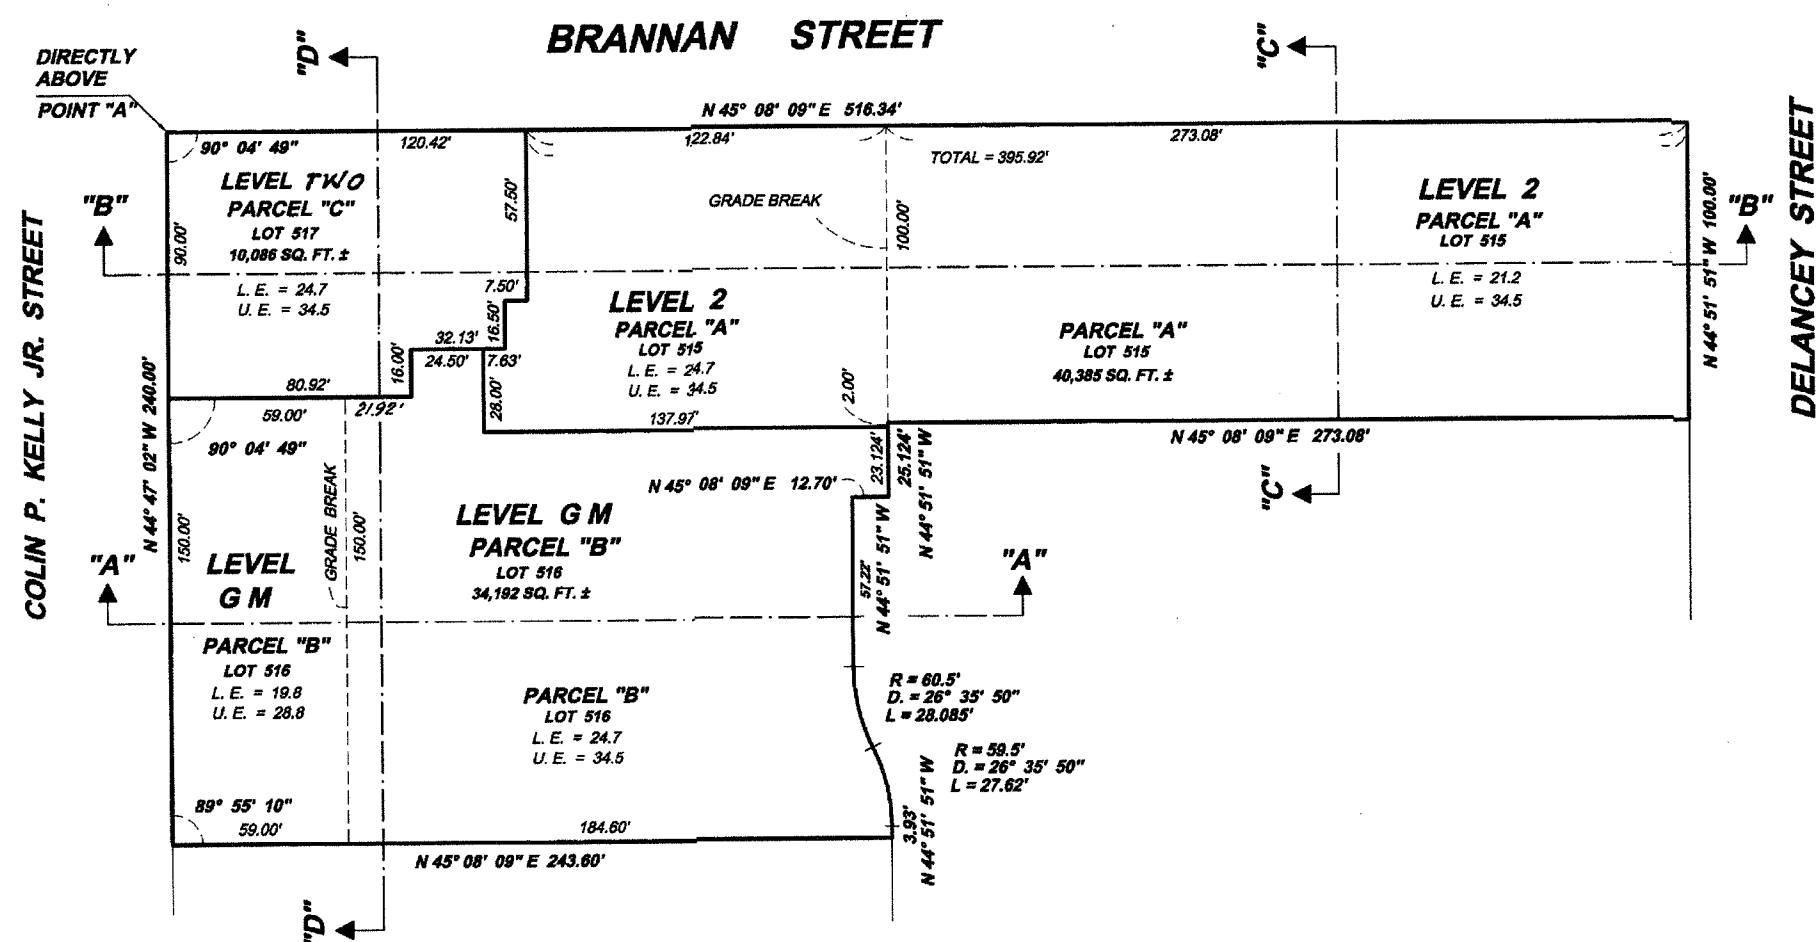 BRANNAN STREET
DIRECTLY
ABOVE
POINT "A"
"D"
"C"
N 45° 08' 09" E 516.34'
90° 04' 49"
120.42'
122.84'
273.08'
TOTAL = 395.92'
LEVEL TWO
PARCEL "C"
LOT 517
10,086 SQ. FT. ±
L. E. = 24.7
U. E. = 34.5
90.00'
57.50'
GRADE BREAK
100.00'
LEVEL 2
PARCEL "A"
LOT 515
L. E. = 21.2
U. E. = 34.5
N 44° 51' 51" W 100.00'
DELANCEY STREET
"B"
"B"
COLIN P. KELLY JR. STREET
7.50'
16.50'
32.13'
24.50'
7.63'
16.00'
28.00'
80.92'
59.00'
21.92'
LEVEL 2
PARCEL "A"
LOT 515
L. E. = 24.7
U. E. = 34.5
137.97'
2.00'
PARCEL "A"
LOT 515
40,385 SQ. FT. ±
N 45° 08' 09" E 273.08'
"C"
N 44° 47' 02" W 240.00'
90° 04' 49"
GRADE BREAK
150.00'
150.00'
N 45° 08' 09" E 12.70'
23.124'
25.124'
N 44° 51' 51" W
LEVEL G M
PARCEL "B"
LOT 516
34,192 SQ. FT. ±
57.22'
N 44° 51' 51" W
"A"
"A"
LEVEL
G M
PARCEL "B"
LOT 516
L. E. = 19.8
U. E. = 28.8
PARCEL "B"
LOT 516
L. E. = 24.7
U. E. = 34.5
R = 60.5'
D. = 26° 35' 50"
L = 28.085'
R = 59.5'
D. = 26° 35' 50"
L = 27.62'
3.93'
N 44° 51' 51" W
89° 55' 10"
59.00'
184.60'
N 45° 08' 09" E 243.60'
"D"